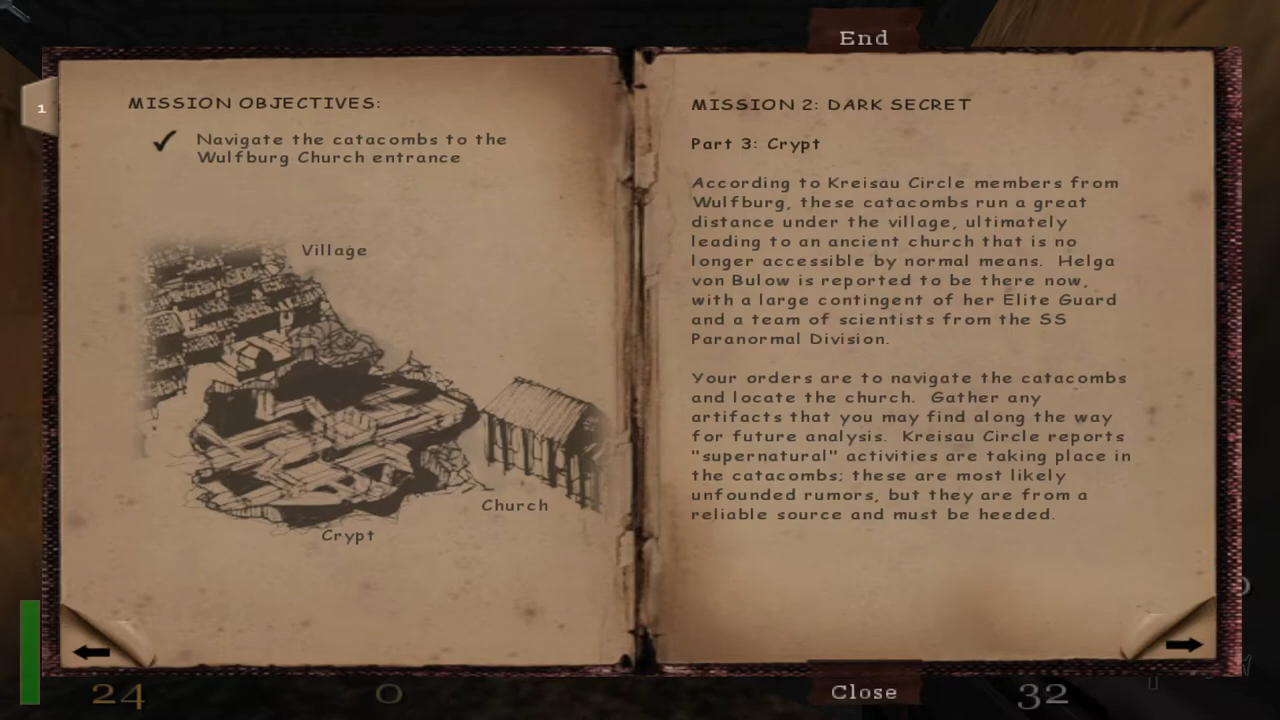 End
1
MISSION OBJECTIVES:
Navigate the catacombs to the
Wulfburg Church entrance
Village
Church
Crypt
MISSION 2: DARK SECRET
Part 3: Crypt
According to Kreisau Circle members from
Wulfburg, these catacombs run a great
distance under the village, ultimately
leading to an ancient church that is no
longer accessible by normal means. Helga
von Bulow is reported to be there now,
with a large contingent of her Elite Guard
and a team of scientists from the SS
Paranormal Division.
Your orders are to navigate the catacombs
and locate the church. Gather any
artifacts that you may find along the way
for future analysis. Kreisau Circle reports
"supernatural" activities are taking place in
the catacombs; these are most likely
unfounded rumors, but they are from a
reliable source and must be heeded.
24
0
Close
32